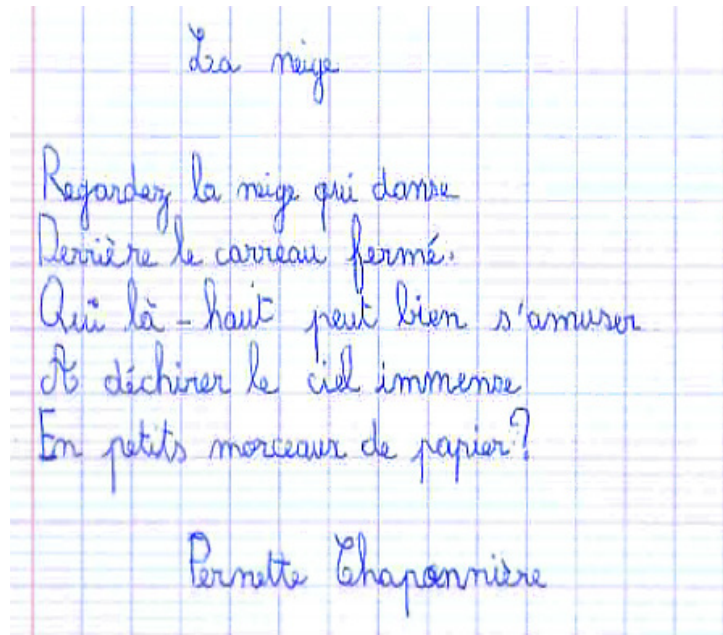 La neige
Regardez la neige qui danse
Derrière le carreau fermé.
Qui là-haut peut bien s'amuser
A déchirer le ciel immense
En petits morceaux de papier?
Pernette Chaponnière